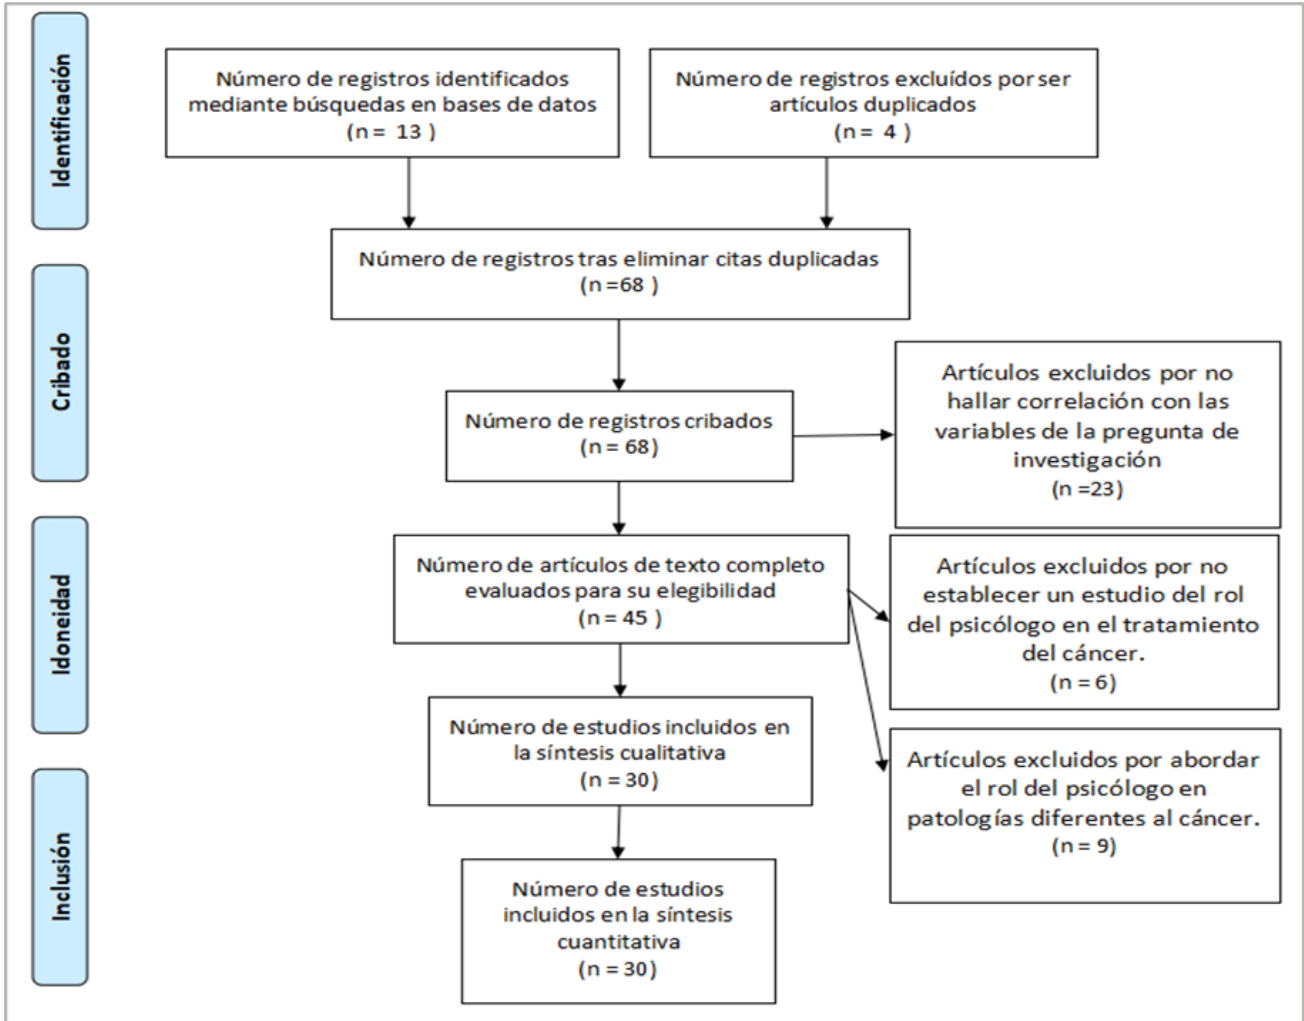 Identificación
Número de registros identificados
mediante búsquedas en bases de datos
(n = 13 )
Número de registros excluídos por ser
artículos duplicados
(n = 4 )
Número de registros tras eliminar citas duplicadas
(n =68 )
Cribado
Número de registros cribados
(n = 68)
Artículos excluidos por no
hallar correlación con las
variables de la pregunta de
investigación
(n =23)
Idoneidad
Número de artículos de texto completo
evaluados para su elegibilidad
(n = 45 )
Artículos excluidos por no
establecer un estudio del rol
del psicólogo en el tratamiento
del cáncer.
(n = 6)
Número de estudios incluidos en
la síntesis cualitativa
(n = 30)
Artículos excluidos por abordar
el rol del psicólogo en
patologías diferentes al cáncer.
(n = 9)
Inclusión
Número de estudios
incluidos en la síntesis
cuantitativa
(n = 30)